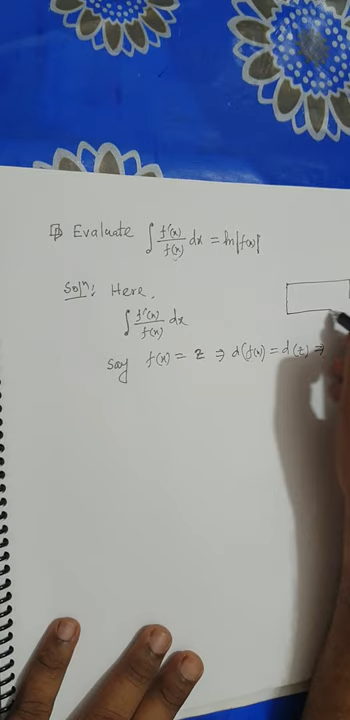 Evaluate ∫ f'(x)/f(x) dx = ln|f(x)|
Solⁿ: Here,
∫ f'(x)/f(x) dx
say f(x) = z ⇒ d(f(x) = d(z) ⇒